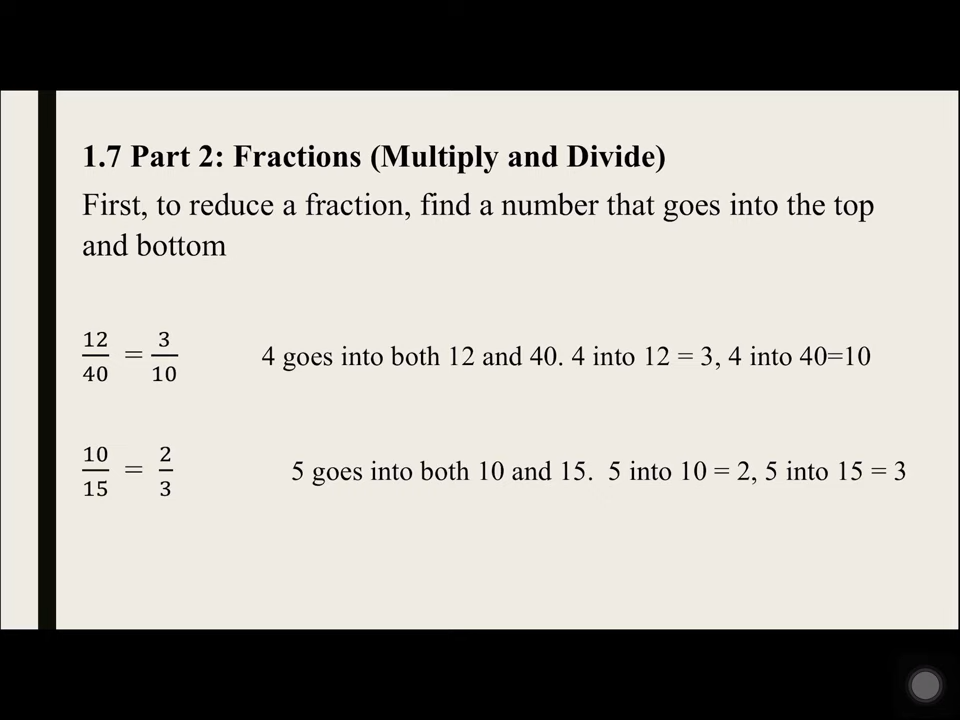 1.7 Part 2: Fractions (Multiply and Divide)
First, to reduce a fraction, find a number that goes into the top
and bottom
12/40 = 3/10 4 goes into both 12 and 40. 4 into 12 = 3, 4 into 40=10
10/15 = 2/3 5 goes into both 10 and 15. 5 into 10 = 2, 5 into 15 = 3